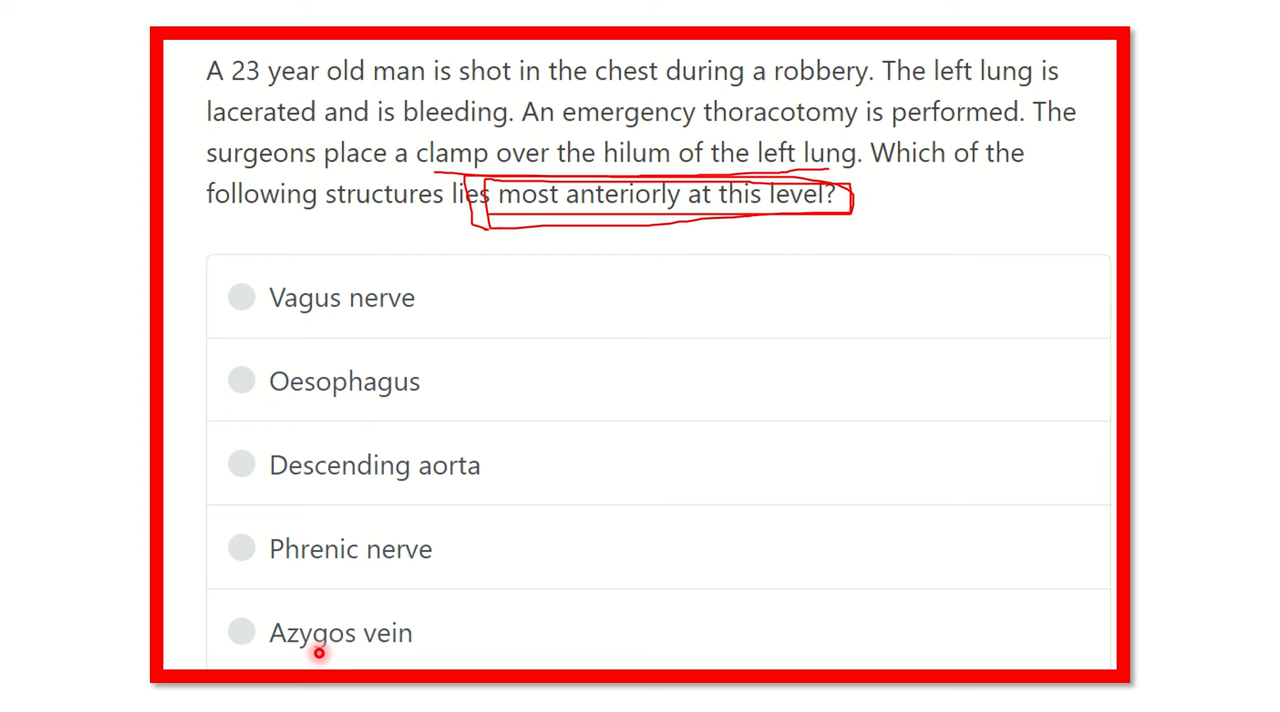 A 23 year old man is shot in the chest during a robbery. The left lung is
lacerated and is bleeding. An emergency thoracotomy is performed. The
surgeons place a clamp over the hilum of the left lung. Which of the
following structures lies most anteriorly at this level?
Vagus nerve
Oesophagus
Descending aorta
Phrenic nerve
Azygos vein